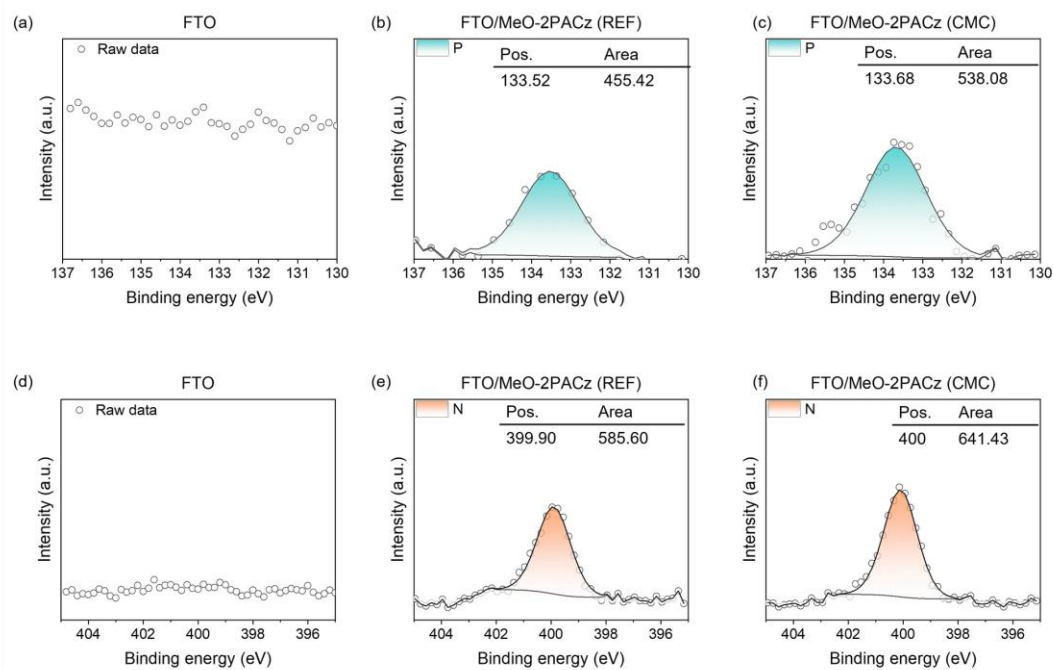 (a) FTO
Raw data
Intensity (a.u.)
137 136 135 134 133 132 131 130
Binding energy (eV)
(b) FTO/MeO-2PACz (REF)
P
Pos. Area
133.52 455.42
Intensity (a.u.)
137 136 135 134 133 132 131 130
Binding energy (eV)
(c) FTO/MeO-2PACz (CMC)
P
Pos. Area
133.68 538.08
Intensity (a.u.)
137 136 135 134 133 132 131 130
Binding energy (eV)
(d) FTO
Raw data
Intensity (a.u.)
404 402 400 398 396
Binding energy (eV)
(e) FTO/MeO-2PACz (REF)
N
Pos. Area
399.90 585.60
Intensity (a.u.)
404 402 400 398 396
Binding energy (eV)
(f) FTO/MeO-2PACz (CMC)
N
Pos. Area
400 641.43
Intensity (a.u.)
404 402 400 398 396
Binding energy (eV)